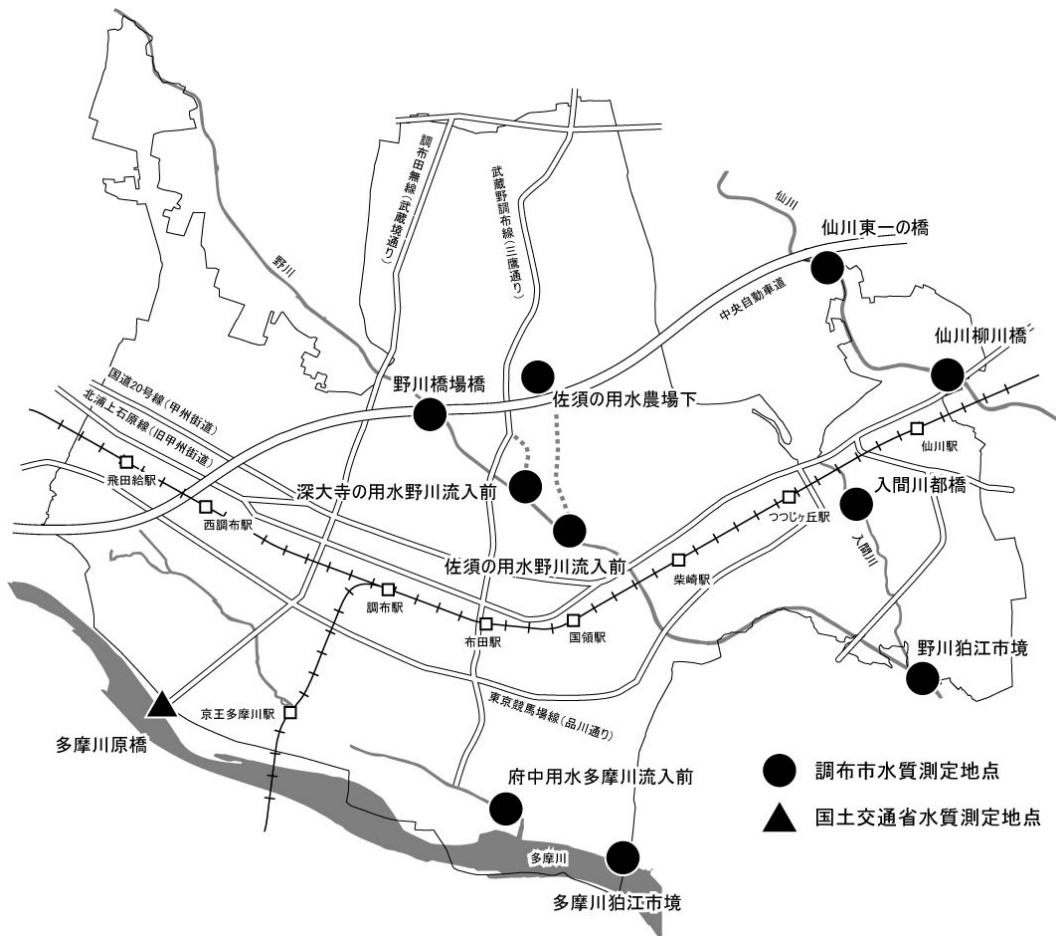 調布田無線(武蔵境通り)
武蔵野調布線(三鷹通り)
仙川
仙川東一の橋
野川
中央自動車道
仙川柳川橋
国道20号線(甲州街道)
北浦上石原線(旧甲州街道)
野川橋場橋
佐須の用水農場下
仙川駅
飛田給駅
深大寺の用水野川流入前
入間川都橋
つつじヶ丘駅
西調布駅
入間川
佐須の用水野川流入前
柴崎駅
調布駅
布田駅
国領駅
野川狛江市境
京王多摩川駅
東京競馬場線(品川通り)
多摩川原橋
府中用水多摩川流入前
調布市水質測定地点
国土交通省水質測定地点
多摩川
多摩川狛江市境